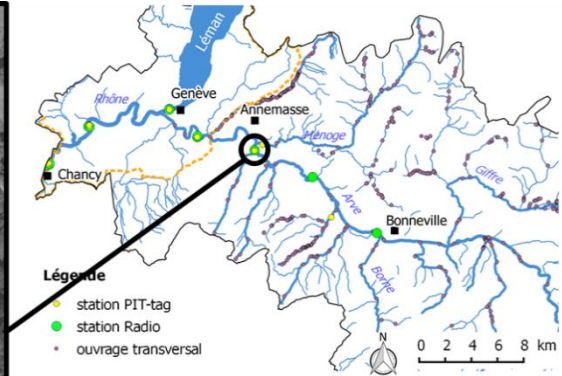 Léman
Genève
Rhône
Annemasse
Ménoge
Chancy
Giffre
Arve
Bonneville
Borne
Légende
station PIT-tag
station Radio
ouvrage transversal
N
0 2 4 6 8 km